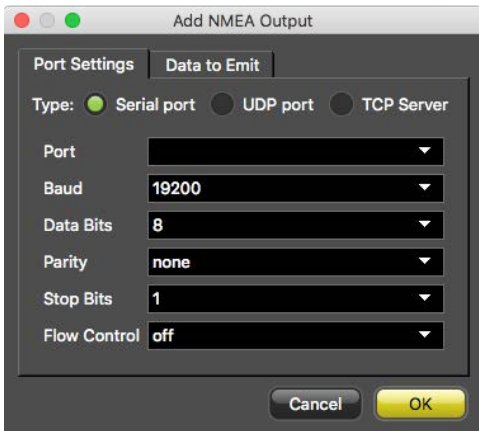 Add NMEA Output
Port Settings Data to Emit
Type: Serial port UDP port TCP Server
Port
Baud 19200
Data Bits 8
Parity none
Stop Bits 1
Flow Control off
Cancel OK